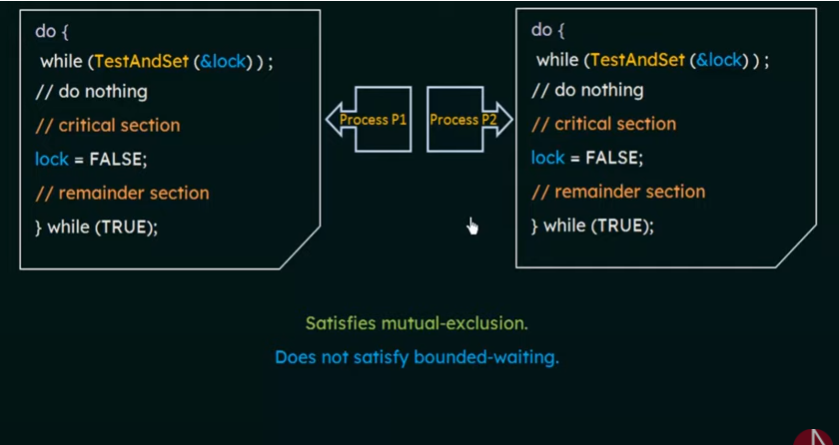 do {
while (TestAndSet (&lock) ) ;
// do nothing
// critical section
lock = FALSE;
// remainder section
} while (TRUE);
Process P1
Process P2
do {
while (TestAndSet (&lock) ) ;
// do nothing
// critical section
lock = FALSE;
// remainder section
} while (TRUE);
Satisfies mutual-exclusion.
Does not satisfy bounded-waiting.